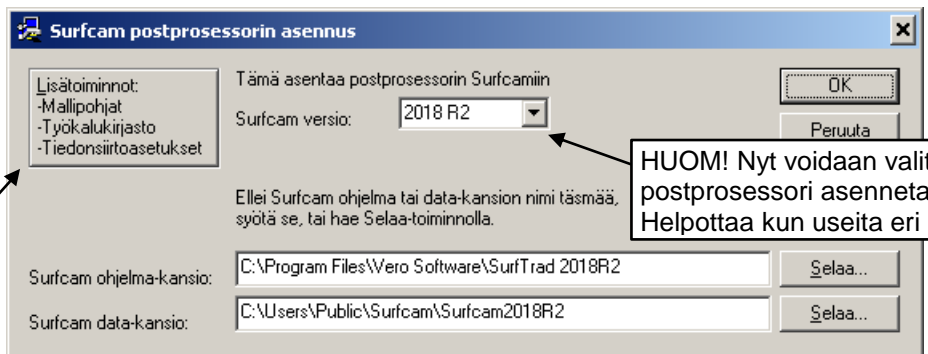 Surfcam postprosessorin asennus
Lisätoiminnot:
-Mallipohjat
-Työkalukirjasto
-Tiedonsiirtoasetukset
Tämä asentaa postprosessorin Surfcamiin
Surfcam versio:
2018 R2
OK
Peruuta
HUOM! Nyt voidaan valit
postprosessori asenneta
Helpottaa kun useita eri
Ellei Surfcam ohjelma tai data-kansion nimi täsmää,
syötä se, tai hae Selaa-toiminnolla.
Surfcam ohjelma-kansio:
C:\Program Files\Vero Software\SurfTrad 2018R2
Selaa...
Surfcam data-kansio:
C:\Users\Public\Surfcam\Surfcam2018R2
Selaa...